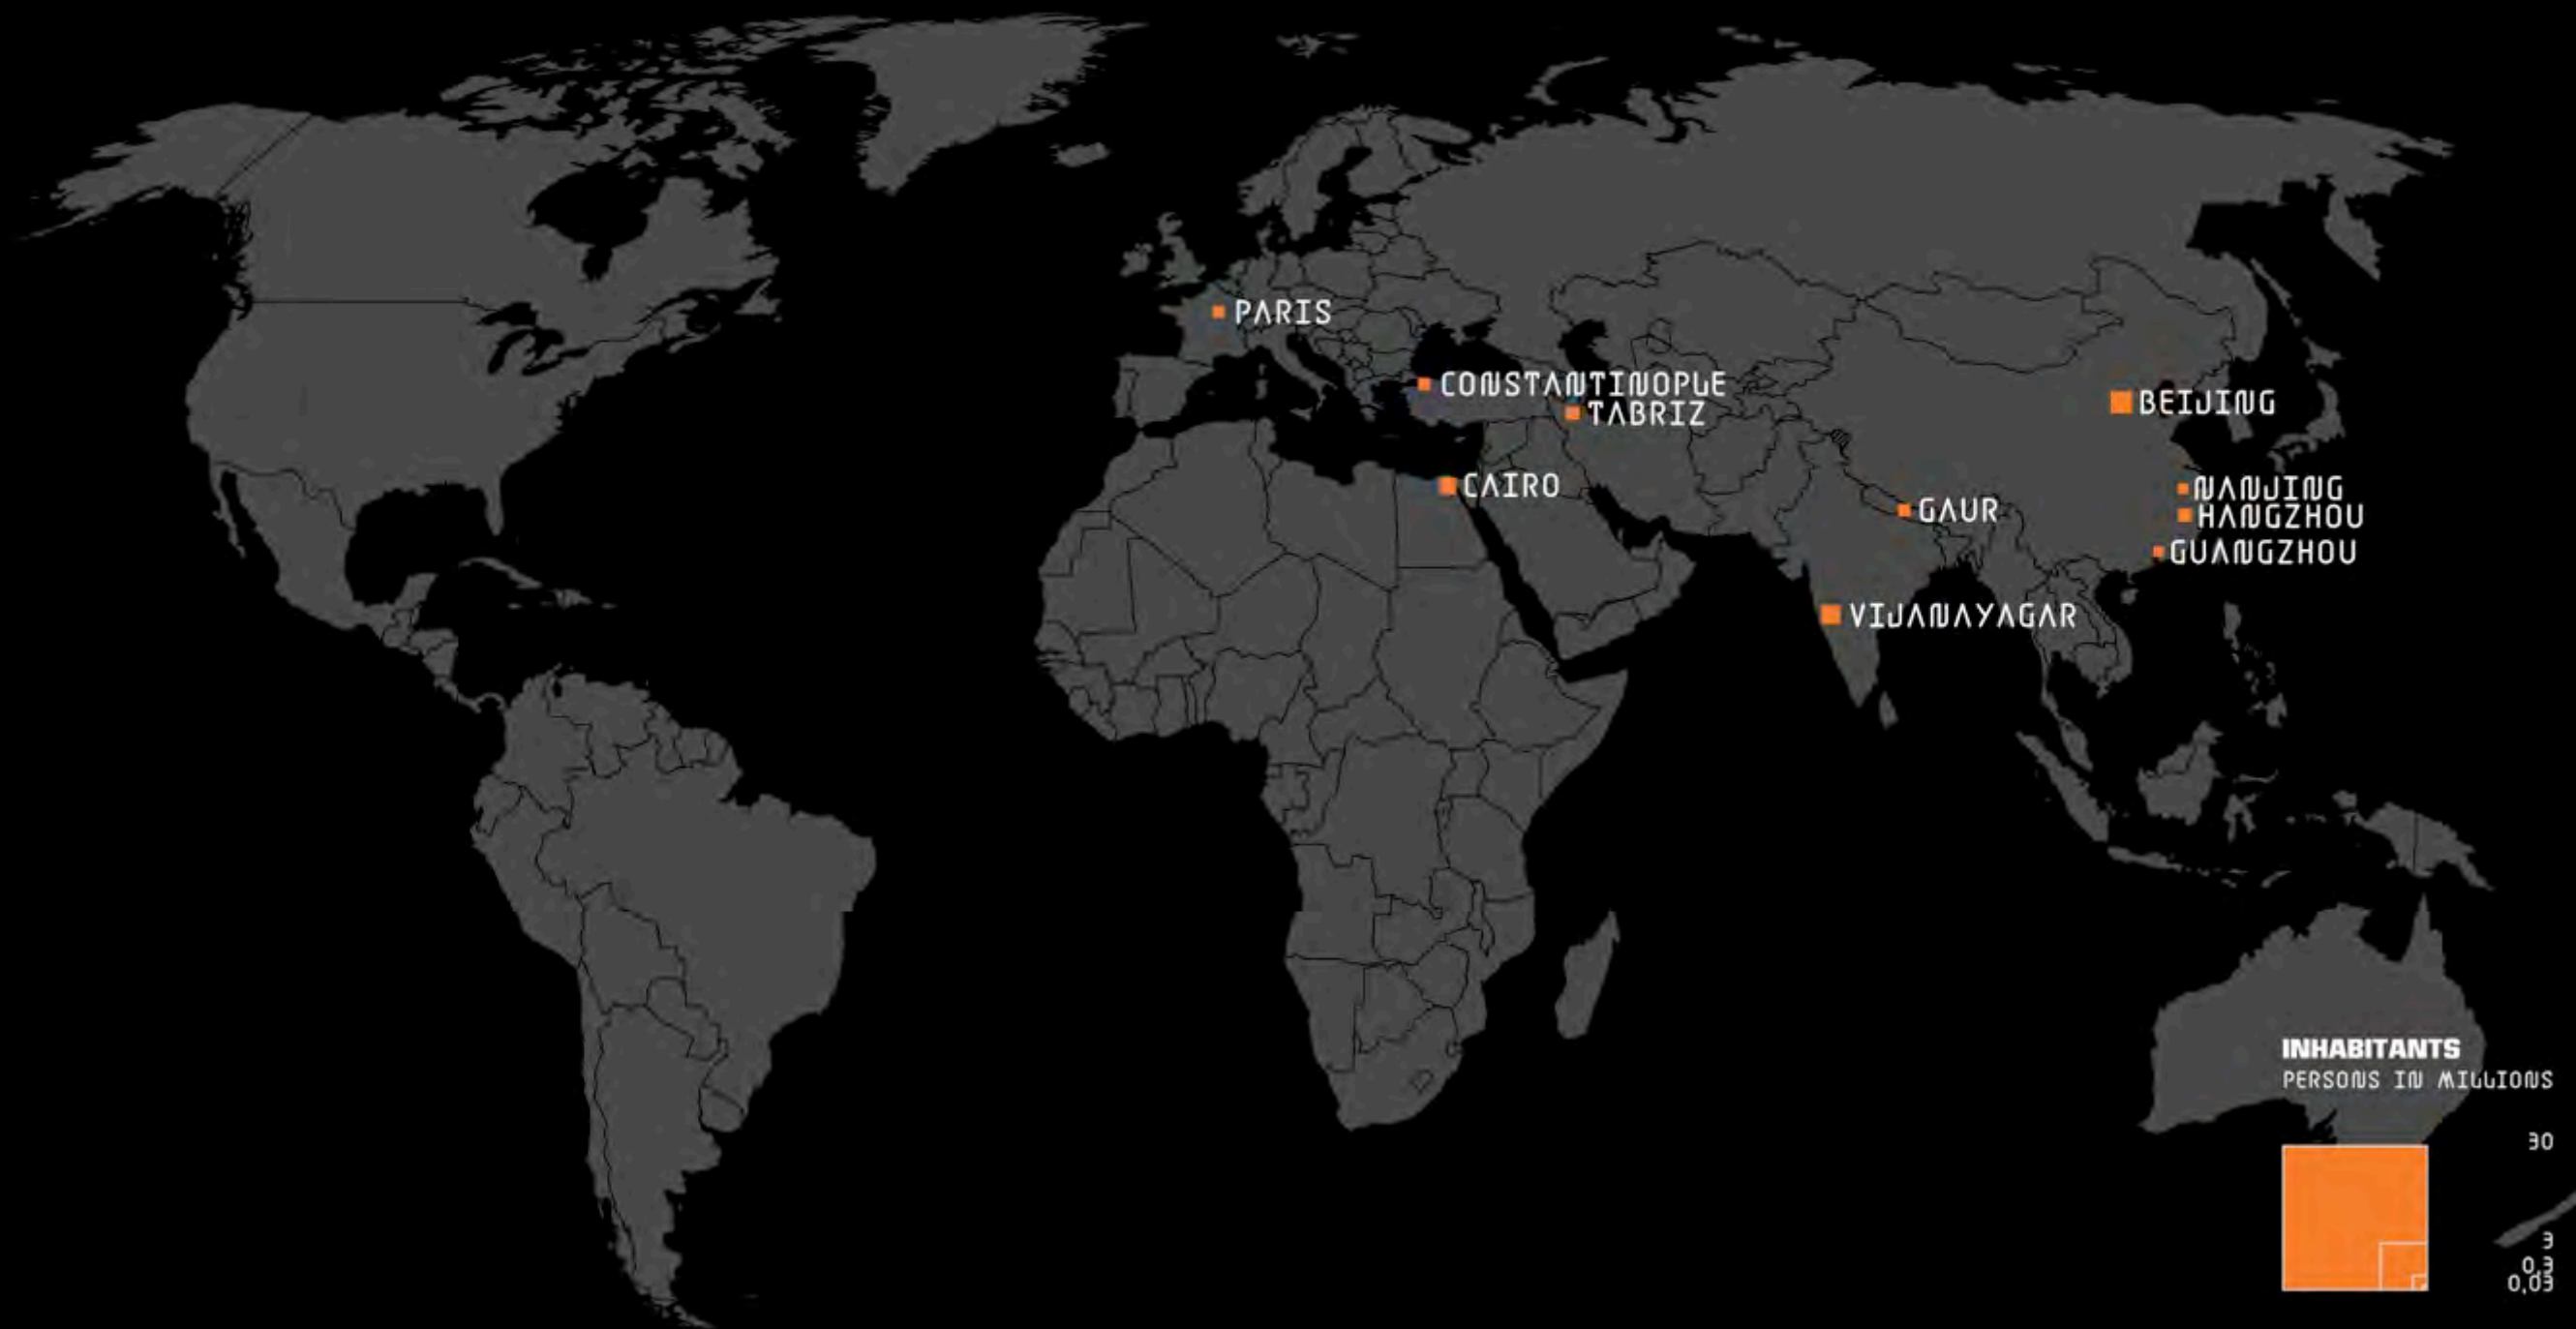 PARIS
CONSTANTINOPLE
TABRIZ
BEIJING
CAIRO
NANJING
GAUR
HANGZHOU
GUANGZHOU
VIJANAYAGAR
INHABITANTS
PERSONS IN MILLIONS
30
3
0,3
0,03